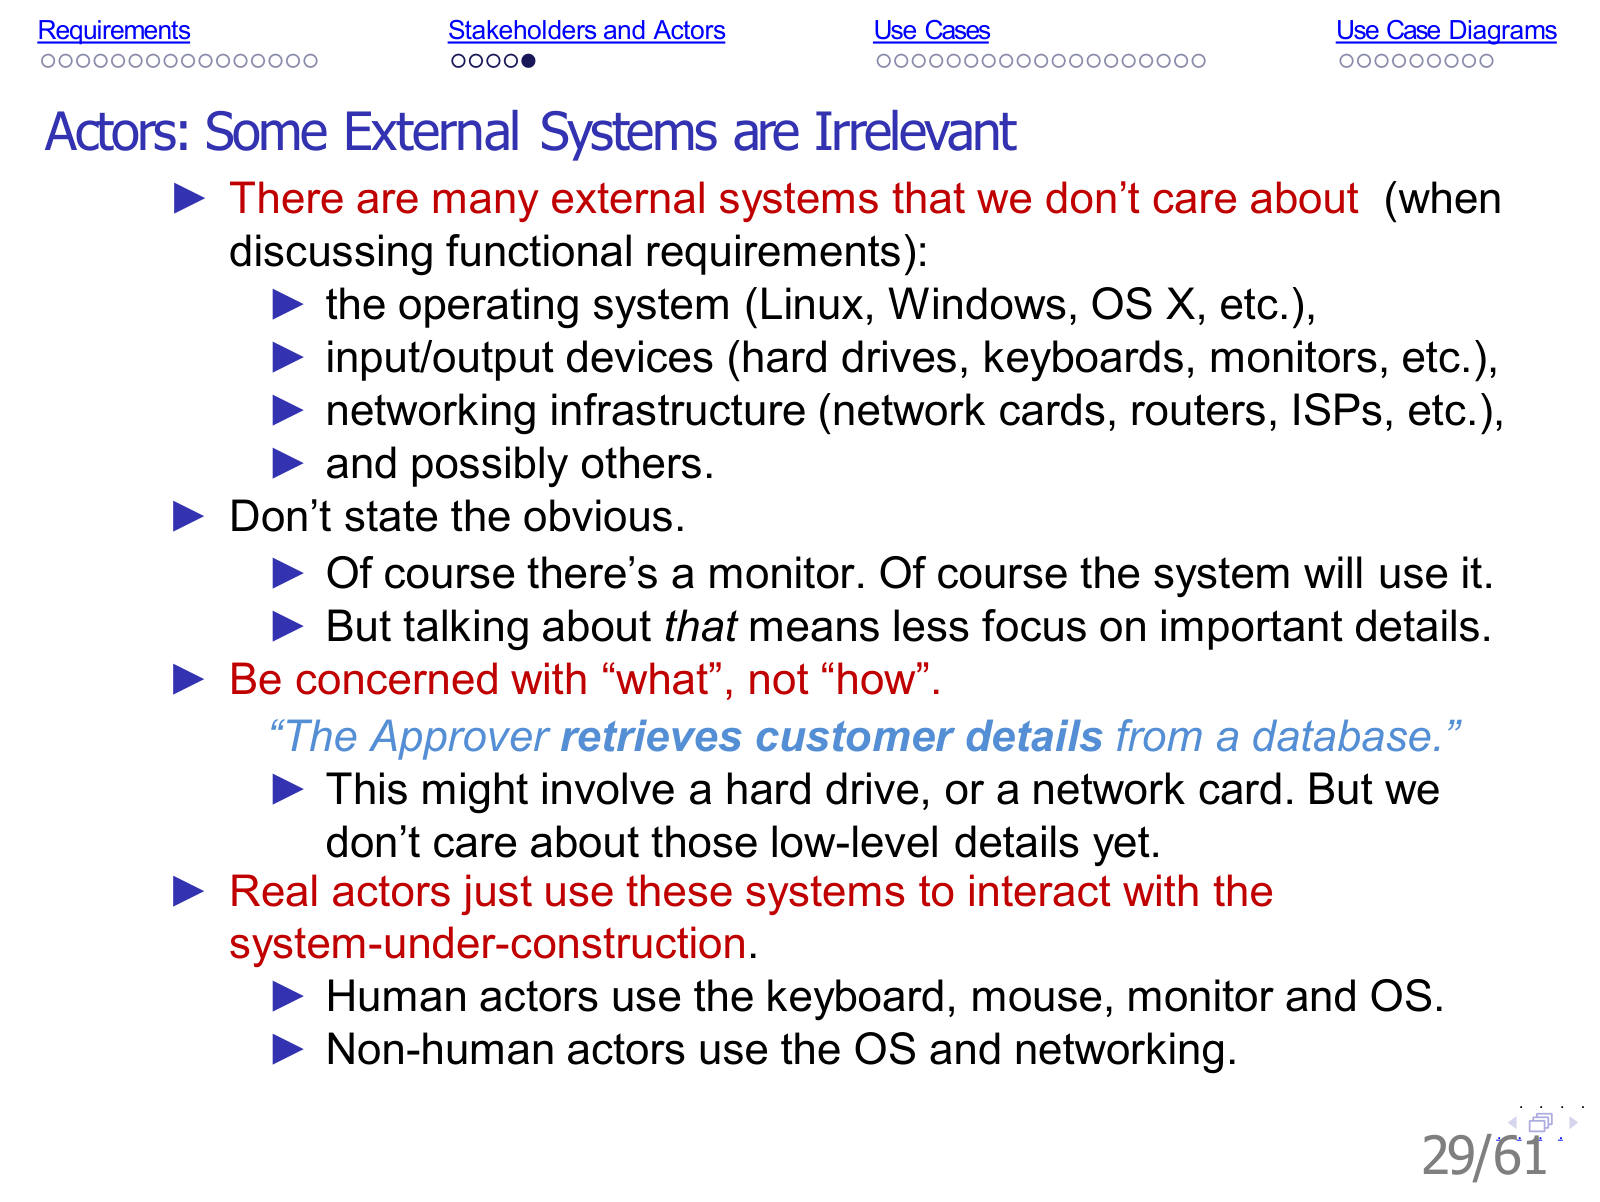 Requirements
Stakeholders and Actors
Use Cases
Use Case Diagrams
Actors: Some External Systems are Irrelevant
► There are many external systems that we don’t care about (when
discussing functional requirements):
► the operating system (Linux, Windows, OS X, etc.),
► input/output devices (hard drives, keyboards, monitors, etc.),
► networking infrastructure (network cards, routers, ISPs, etc.),
► and possibly others.
► Don’t state the obvious.
► Of course there’s a monitor. Of course the system will use it.
► But talking about that means less focus on important details.
► Be concerned with “what”, not “how”.
“The Approver retrieves customer details from a database.”
► This might involve a hard drive, or a network card. But we
don’t care about those low-level details yet.
► Real actors just use these systems to interact with the
system-under-construction.
► Human actors use the keyboard, mouse, monitor and OS.
► Non-human actors use the OS and networking.
29/61